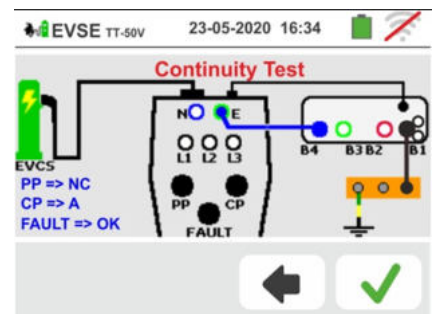 EVSE TT-50V 23-05-2020 16:34
Continuity Test
N E
L1 L2 L3
B4 B3 B2 B1
EVCS
PP => NC
CP => A
FAULT => OK
PP CP
FAULT